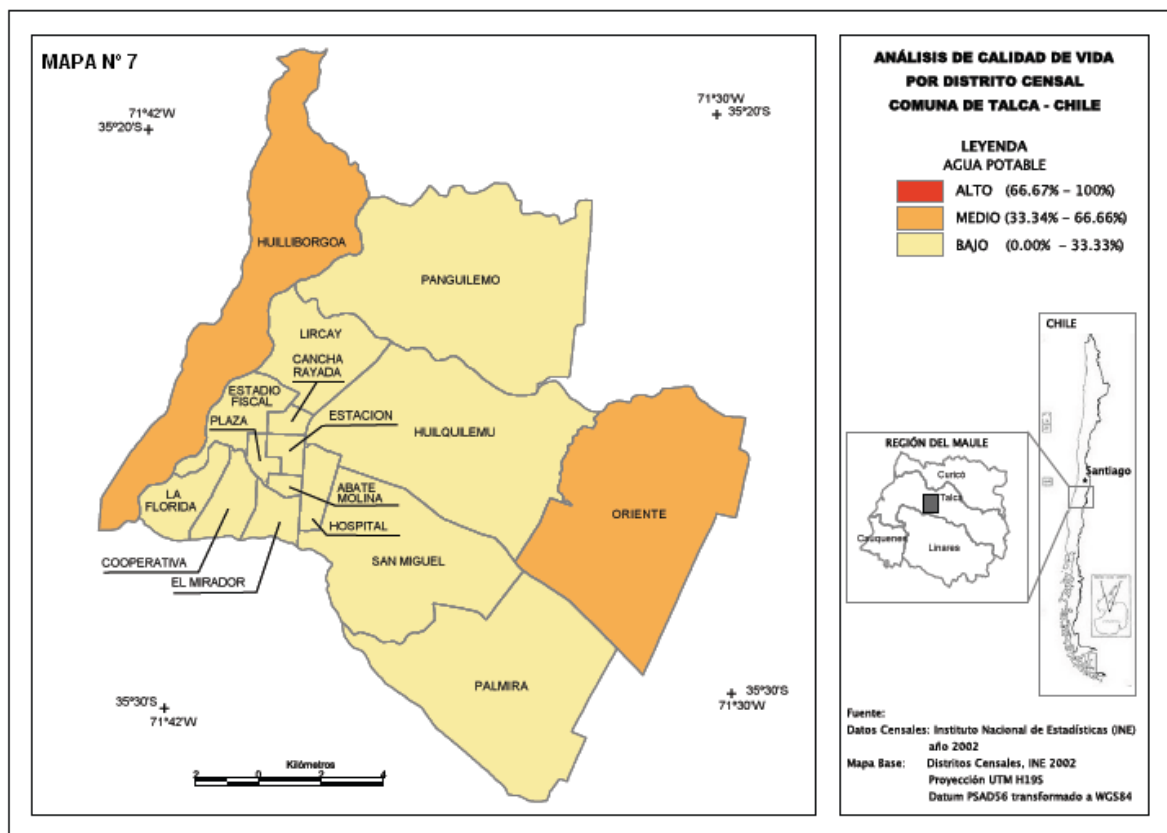 MAPA N° 7
71°42'W
35°20'S
71°30'W
35°20'S
HUILLIBORGOA
PANGUILEMO
LIRCAY
CANCHA
RAYADA
ESTADIO
FISCAL
PLAZA
ESTACION
HUILQUILEMU
LA
FLORIDA
ABATE
MOLINA
HOSPITAL
ORIENTE
COOPERATIVA
EL MIRADOR
SAN MIGUEL
PALMIRA
35°30'S
71°42'W
35°30'S
71°30'W
Kilómetros
2 0 2 4
ANÁLISIS DE CALIDAD DE VIDA
POR DISTRITO CENSAL
COMUNA DE TALCA - CHILE
LEYENDA
AGUA POTABLE
ALTO (66.67% - 100%)
MEDIO (33.34% - 66.66%)
BAJO (0.00% - 33.33%)
CHILE
Santiago
REGIÓN DEL MAULE
Curicó
Talca
Cauquenes
Linares
Fuente:
Datos Censales: Instituto Nacional de Estadísticas (INE)
año 2002
Mapa Base: Distritos Censales, INE 2002
Proyección UTM H19S
Datum PSAD56 transformado a WGS84